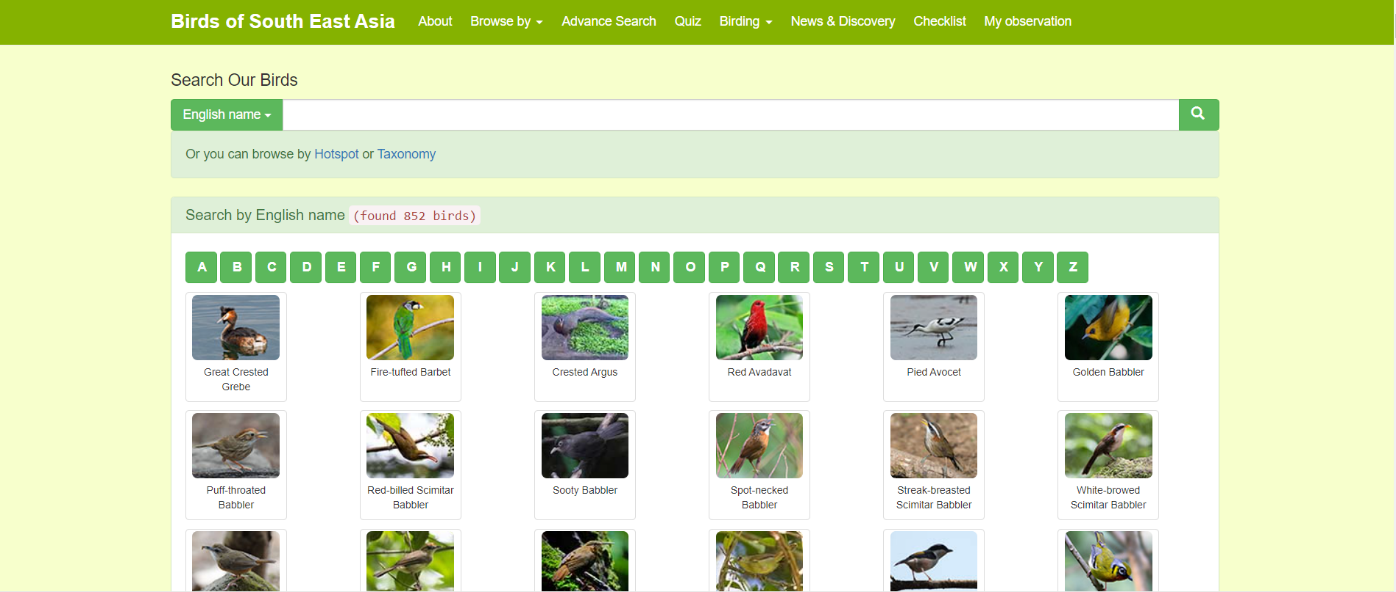 Birds of South East Asia About Browse by Advance Search Quiz Birding News & Discovery Checklist My observation
Search Our Birds
English name
Or you can browse by Hotspot or Taxonomy
Search by English name (found 852 birds)
A B C D E F G H I J K L M N O P Q R S T U V W X Y Z
Great Crested
Grebe
Fire-tufted Barbet
Crested Argus
Red Avadavat
Pied Avocet
Golden Babbler
Puff-throated
Babbler
Red-billed Scimitar
Babbler
Sooty Babbler
Spot-necked
Babbler
Streak-breasted
Scimitar Babbler
White-browed
Scimitar Babbler